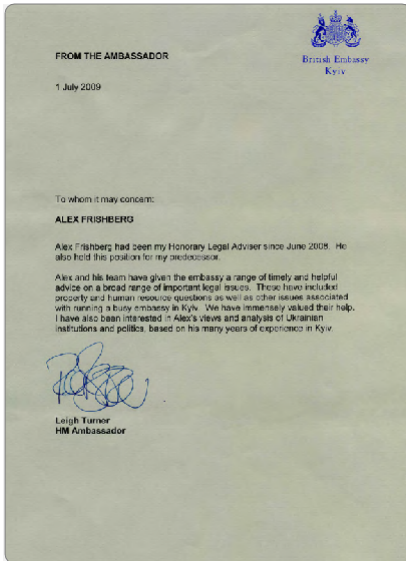 British Embassy
Kyiv
FROM THE AMBASSADOR
1 July 2009
To whom it may concern:
ALEX FRISHBERG
Alex Frishberg had been my Honorary Legal Adviser since June 2008. He
also held this position for my predecessor.
Alex and his team have given the embassy a range of timely and helpful
advice on a broad range of important legal issues. These have included
property and human resource questions as well as other issues associated
with running a busy embassy in Kyiv. We have immensely valued their help.
I have also been interested in Alex's views and analysis of Ukrainian
institutions and politics, based on his many years of experience in Kyiv.
Leigh Turner
HM Ambassador